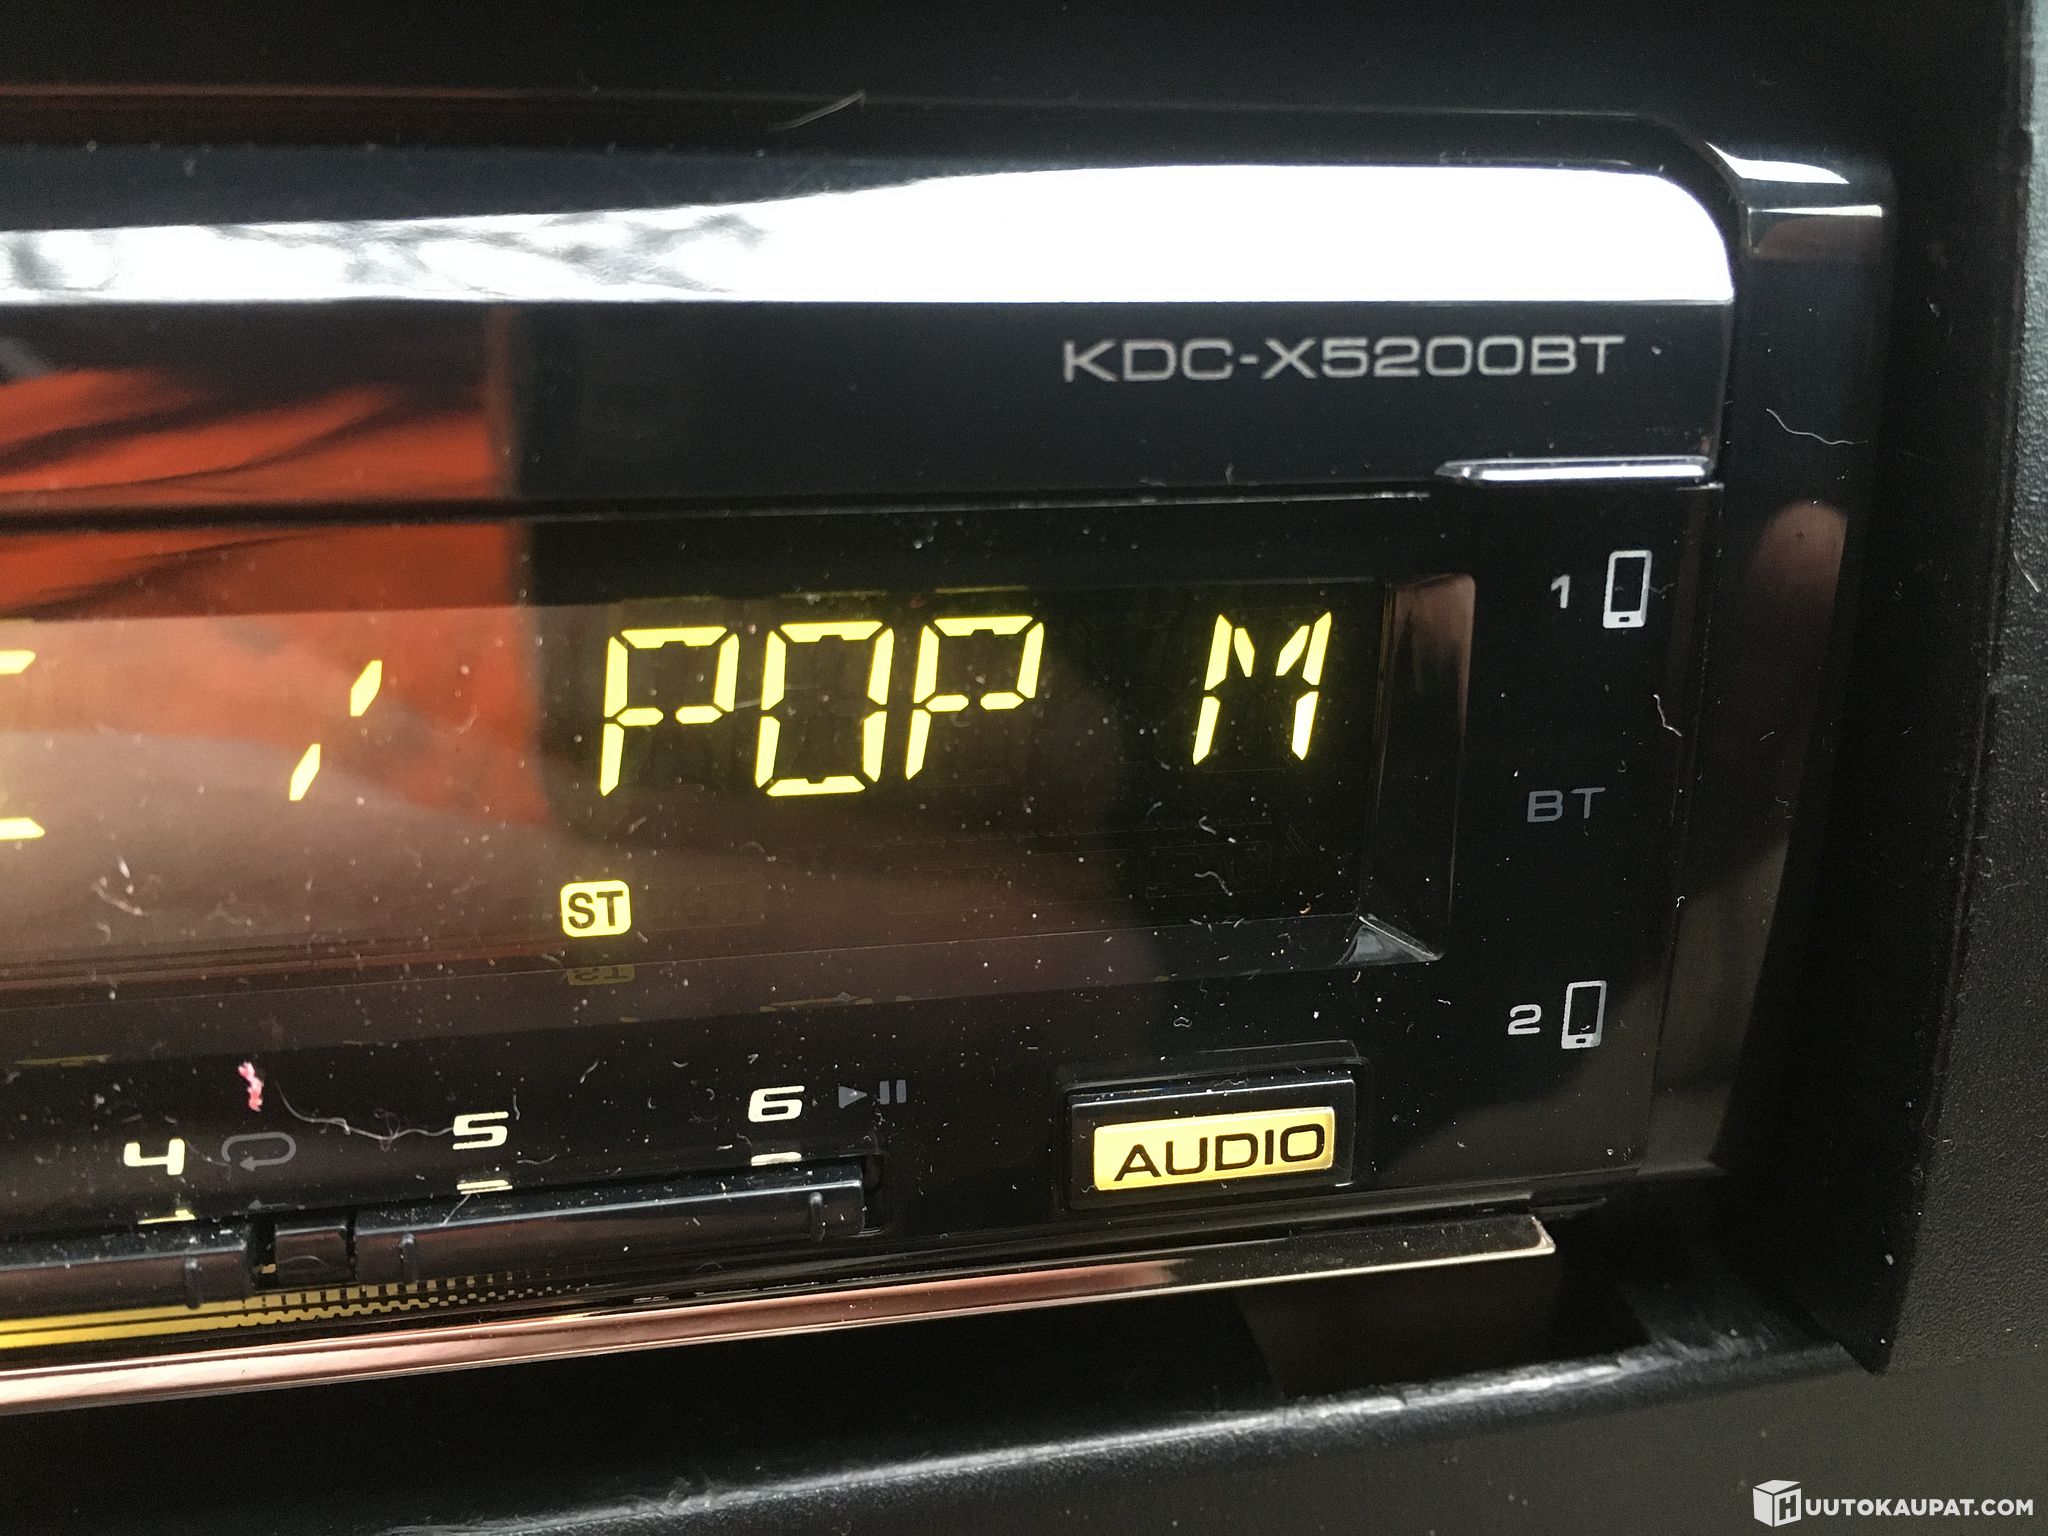 KDC-X5200BT
1
/ POP M
BT
ST
2
4
5
6
AUDIO
HUUTOKAUPAT.COM